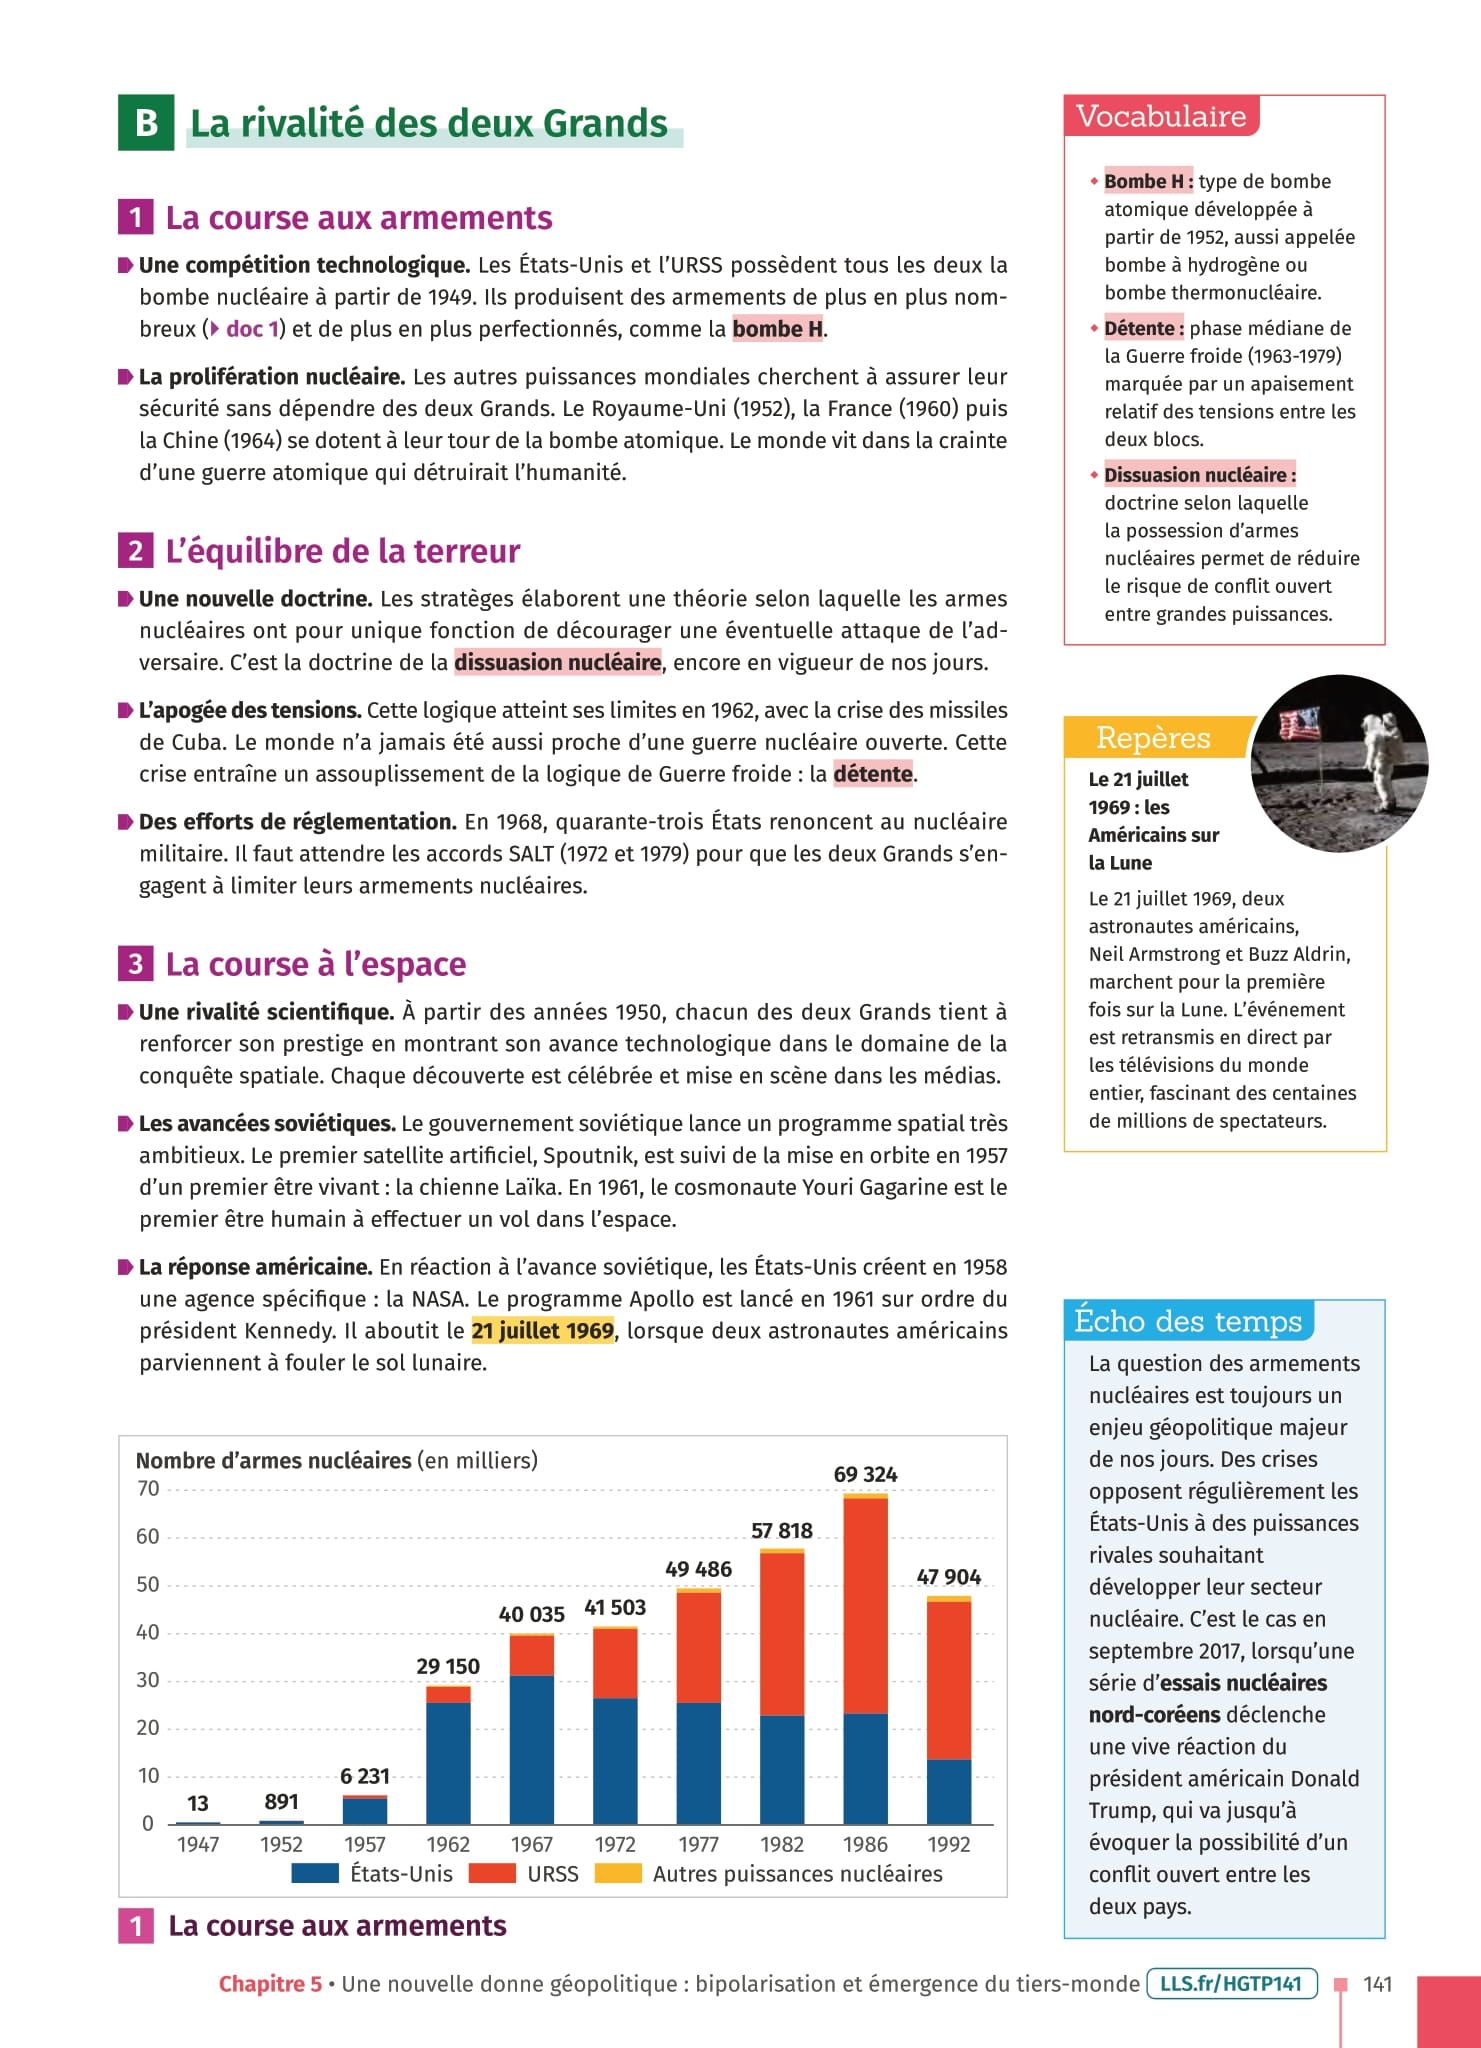 B La rivalité des deux Grands
1 La course aux armements
Une compétition technologique. Les États-Unis et l’URSS possèdent tous les deux la
bombe nucléaire à partir de 1949. Ils produisent des armements de plus en plus nom-
breux (doc 1) et de plus en plus perfectionnés, comme la bombe H.
La prolifération nucléaire. Les autres puissances mondiales cherchent à assurer leur
sécurité sans dépendre des deux Grands. Le Royaume-Uni (1952), la France (1960) puis
la Chine (1964) se dotent à leur tour de la bombe atomique. Le monde vit dans la crainte
d’une guerre atomique qui détruirait l’humanité.
2 L’équilibre de la terreur
Une nouvelle doctrine. Les stratèges élaborent une théorie selon laquelle les armes
nucléaires ont pour unique fonction de décourager une éventuelle attaque de l’ad-
versaire. C’est la doctrine de la dissuasion nucléaire, encore en vigueur de nos jours.
L’apogée des tensions. Cette logique atteint ses limites en 1962, avec la crise des missiles
de Cuba. Le monde n’a jamais été aussi proche d’une guerre nucléaire ouverte. Cette
crise entraîne un assouplissement de la logique de Guerre froide : la détente.
Des efforts de réglementation. En 1968, quarante-trois États renoncent au nucléaire
militaire. Il faut attendre les accords SALT (1972 et 1979) pour que les deux Grands s’en-
gagent à limiter leurs armements nucléaires.
3 La course à l’espace
Une rivalité scientifique. À partir des années 1950, chacun des deux Grands tient à
renforcer son prestige en montrant son avance technologique dans le domaine de la
conquête spatiale. Chaque découverte est célébrée et mise en scène dans les médias.
Les avancées soviétiques. Le gouvernement soviétique lance un programme spatial très
ambitieux. Le premier satellite artificiel, Spoutnik, est suivi de la mise en orbite en 1957
d’un premier être vivant : la chienne Laïka. En 1961, le cosmonaute Youri Gagarine est le
premier être humain à effectuer un vol dans l’espace.
La réponse américaine. En réaction à l’avance soviétique, les États-Unis créent en 1958
une agence spécifique : la NASA. Le programme Apollo est lancé en 1961 sur ordre du
président Kennedy. Il aboutit le 21 juillet 1969, lorsque deux astronautes américains
parviennent à fouler le sol lunaire.
Nombre d’armes nucléaires (en milliers)
70
60
50
40
30
20
10
0
13
891
6 231
29 150
40 035
41 503
49 486
57 818
69 324
47 904
1947 1952 1957 1962 1967 1972 1977 1982 1986 1992
États-Unis URSS Autres puissances nucléaires
1 La course aux armements
Vocabulaire
Bombe H : type de bombe
atomique développée à
partir de 1952, aussi appelée
bombe à hydrogène ou
bombe thermonucléaire.
Détente : phase médiane de
la Guerre froide (1963-1979)
marquée par un apaisement
relatif des tensions entre les
deux blocs.
Dissuasion nucléaire :
doctrine selon laquelle
la possession d’armes
nucléaires permet de réduire
le risque de conflit ouvert
entre grandes puissances.
Repères
Le 21 juillet
1969 : les
Américains sur
la Lune
Le 21 juillet 1969, deux
astronautes américains,
Neil Armstrong et Buzz Aldrin,
marchent pour la première
fois sur la Lune. L’événement
est retransmis en direct par
les télévisions du monde
entier, fascinant des centaines
de millions de spectateurs.
Écho des temps
La question des armements
nucléaires est toujours un
enjeu géopolitique majeur
de nos jours. Des crises
opposent régulièrement les
États-Unis à des puissances
rivales souhaitant
développer leur secteur
nucléaire. C’est le cas en
septembre 2017, lorsqu’une
série d’essais nucléaires
nord-coréens déclenche
une vive réaction du
président américain Donald
Trump, qui va jusqu’à
évoquer la possibilité d’un
conflit ouvert entre les
deux pays.
Chapitre 5 • Une nouvelle donne géopolitique : bipolarisation et émergence du tiers-monde LLS.fr/HGTP141 141